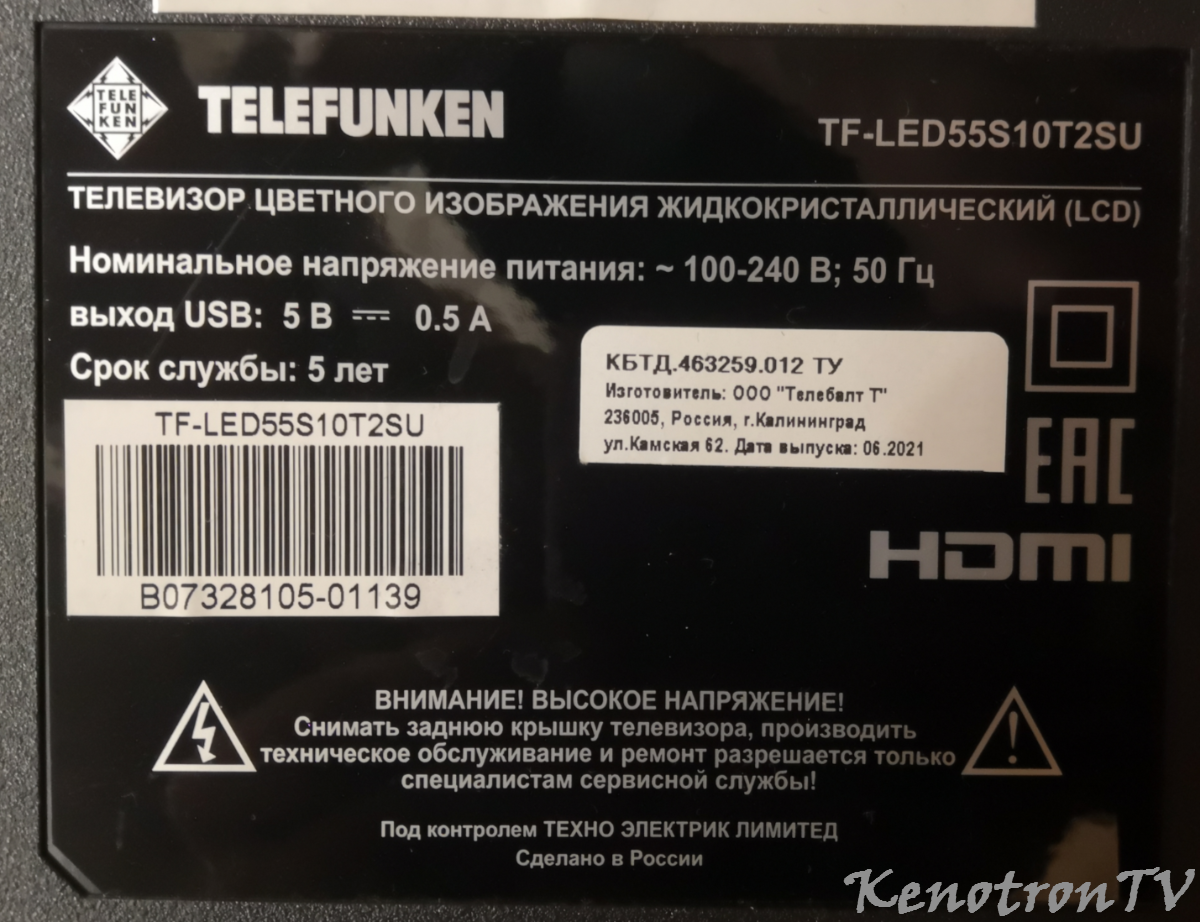 TELE
FUN
KEN
TELEFUNKEN
TF-LED55S10T2SU
ТЕЛЕВИЗОР ЦВЕТНОГО ИЗОБРАЖЕНИЯ ЖИДКОКРИСТАЛЛИЧЕСКИЙ (LCD)
Номинальное напряжение питания: ~ 100-240 В; 50 Гц
выход USB: 5 В ⎓ 0.5 А
Срок службы: 5 лет
КБТД.463259.012 ТУ
Изготовитель: ООО "Телебалт Т"
236005, Россия, г.Калининград
ул.Камская 62. Дата выпуска: 06.2021
TF-LED55S10T2SU
B07328105-01139
EAC
HDMI
ВНИМАНИЕ! ВЫСОКОЕ НАПРЯЖЕНИЕ!
Снимать заднюю крышку телевизора, производить
техническое обслуживание и ремонт разрешается только
специалистам сервисной службы!
Под контролем ТЕХНО ЭЛЕКТРИК ЛИМИТЕД
Сделано в России
KenotronTV